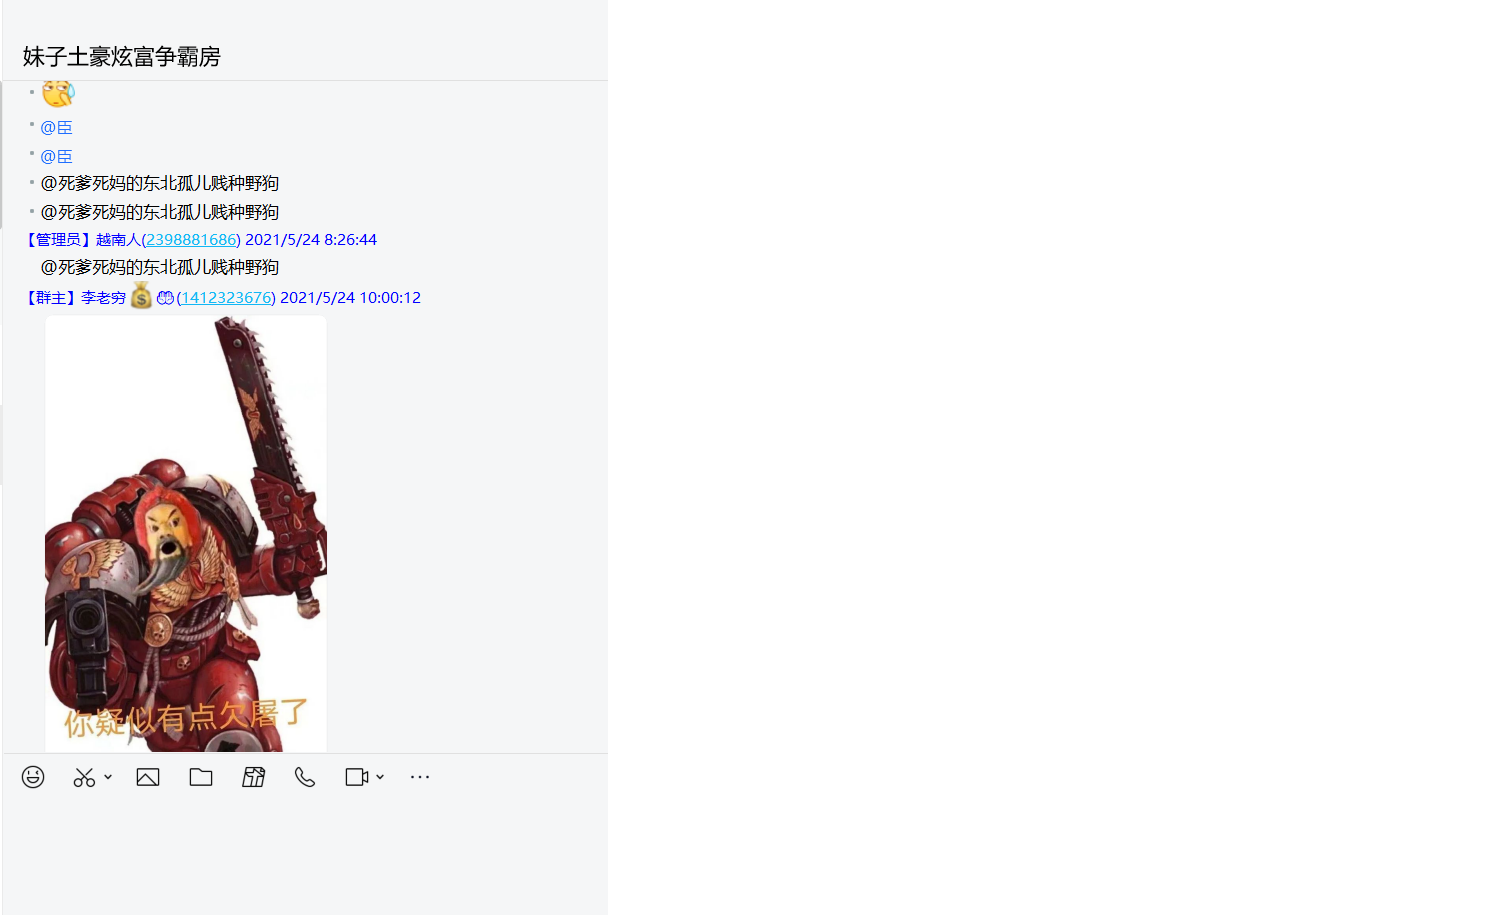 妹子土豪炫富争霸房
@臣
@臣
@死爹死妈的东北孤儿贱种野狗
@死爹死妈的东北孤儿贱种野狗
【管理员】越南人(2398881686) 2021/5/24 8:26:44
@死爹死妈的东北孤儿贱种野狗
【群主】李老穷💰(1412323676) 2021/5/24 10:00:12
你疑似有点欠屠了